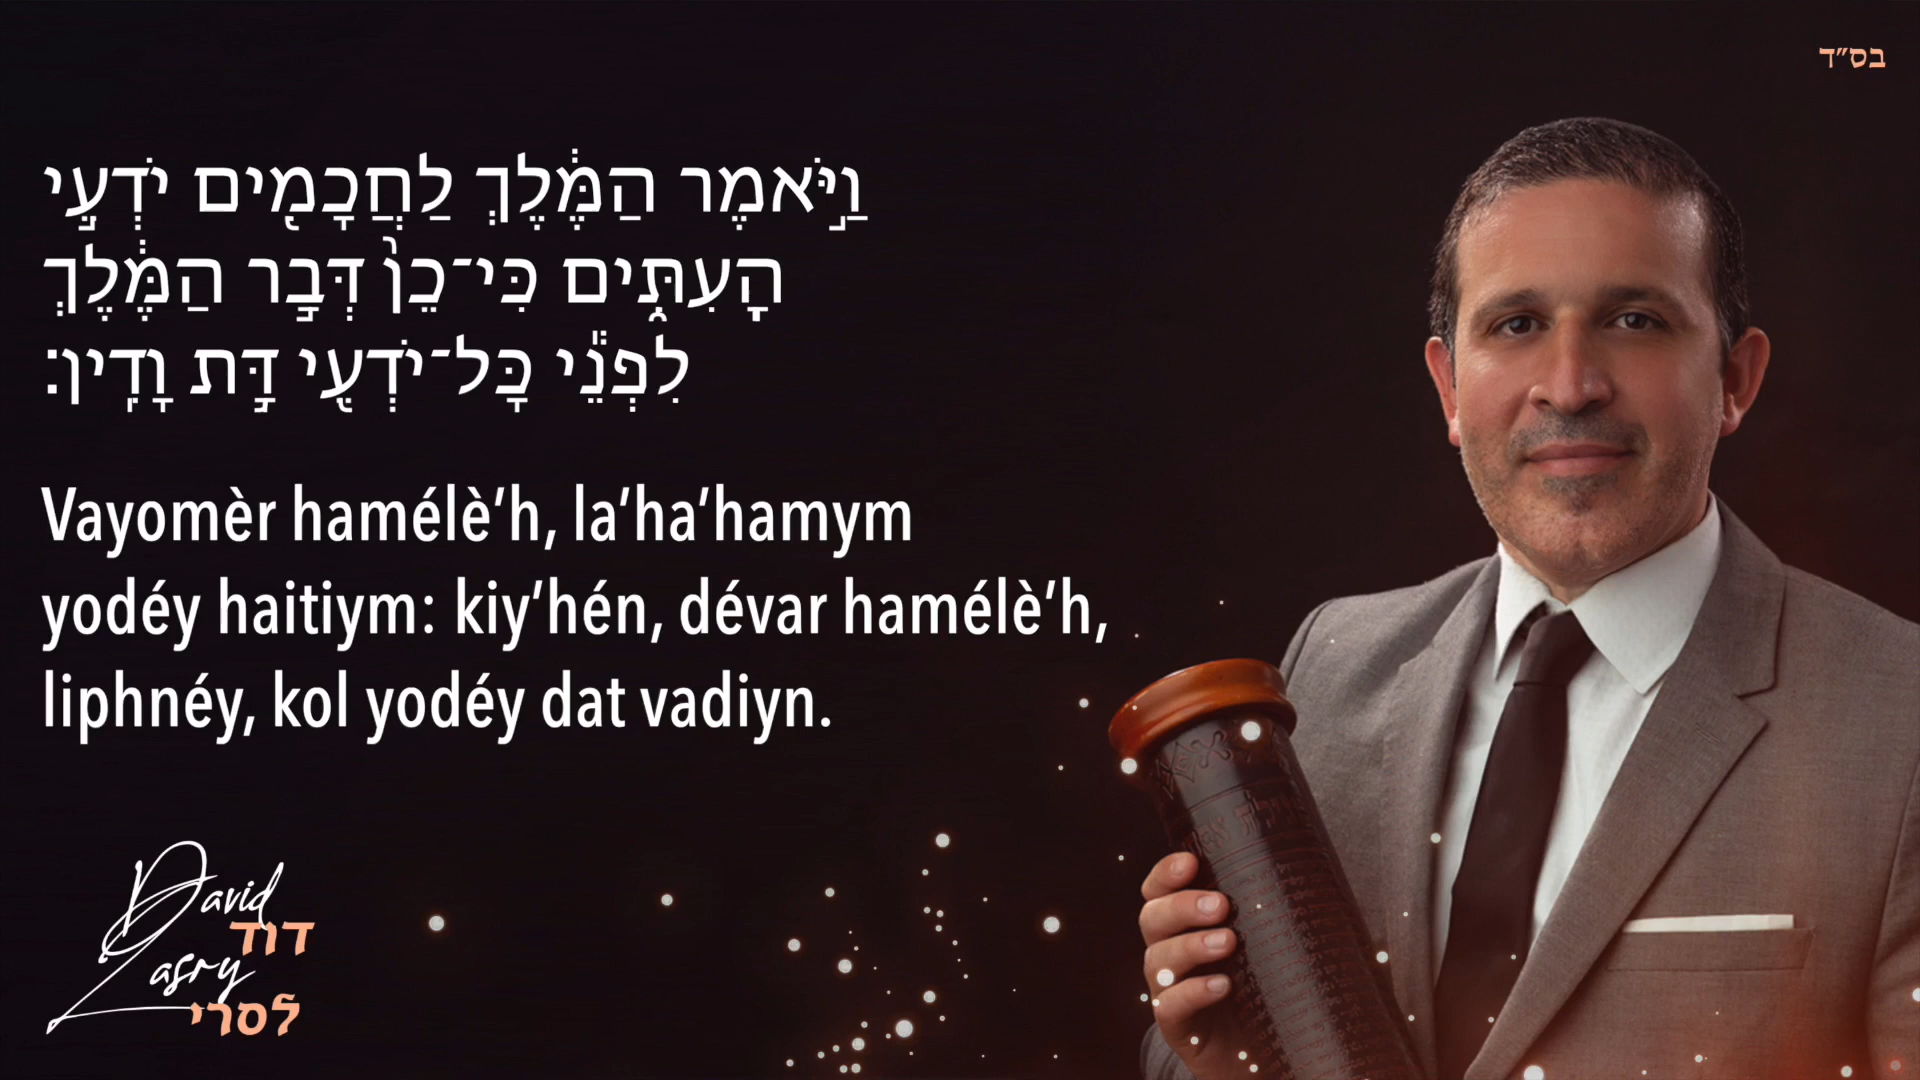 בס״ד
וַיֹּ֣אמֶר הַמֶּ֔לֶךְ לַחֲכָמִ֖ים יֹדְעֵ֣י
הָֽעִתִּ֑ים כִּי־כֵן֙ דְּבַ֣ר הַמֶּ֔לֶךְ
לִפְנֵ֕י כָּל־יֹדְעֵ֖י דָּ֥ת וָדִֽין׃
Vayomèr hamélè’h, la’ha’hamym
yodéy haitiym: kiy‘hén, dévar hamélè’h,
liphnéy, kol yodéy dat vadiyn.
David
דוד
Lasry
לסרי